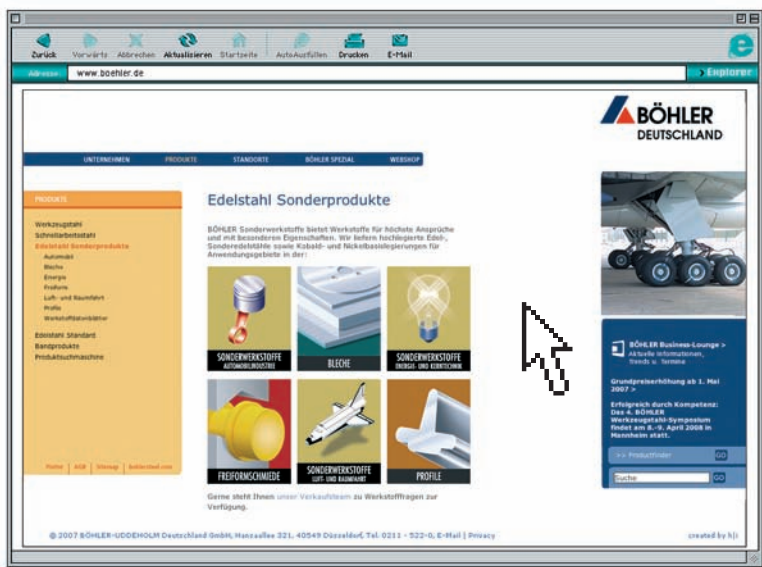 Zurück Vorwärts Abbrechen Aktualisieren Startseite AutoAusfüllen Drucken E-Mail
Adresse: www.boehler.de > Explorer
BÖHLER
DEUTSCHLAND
UNTERNEHMEN PRODUKTE STANDORTE BÖHLER SPEZIAL WEBSHOP
PRODUKTE
Werkzeugstahl
Schnellarbeitsstahl
Edelstahl Sonderprodukte
Automobil
Bleche
Energie
Freiform
Luft- und Raumfahrt
Profile
Werkstoffdatenblätter
Edelstahl Standard
Bandprodukte
Produktsuchmaschine
Home | AGB | Sitemap | bohlersteel.com
Edelstahl Sonderprodukte
BÖHLER Sonderwerkstoffe bietet Werkstoffe für höchste Ansprüche
und mit besonderen Eigenschaften. Wir liefern hochlegierte Edel-,
Sonderedelstähle sowie Kobald- und Nickelbasislegierungen für
Anwendungsgebiete in der:
SONDERWERKSTOFFE
AUTOMOBILINDUSTRIE
BLECHE
SONDERWERKSTOFFE
ENERGIE- UND KERNTECHNIK
FREIFORMSCHMIEDE
SONDERWERKSTOFFE
LUFT- UND RAUMFAHRT
PROFILE
Gerne steht Ihnen unser Verkaufsteam zu Werkstofffragen zur
Verfügung.
BÖHLER Business-Lounge >
Aktuelle Informationen,
Trends u. Termine
Grundpreiserhöhung ab 1. Mai
2007 >
Erfolgreich durch Kompetenz:
Das 4. BÖHLER
Werkzeugstahl-Symposium
findet am 8.-9. April 2008 in
Mannheim statt.
>> Productfinder GO
Suche GO
© 2007 BÖHLER-UDDEHOLM Deutschland GmbH, Hansaallee 321, 40549 Düsseldorf, Tel. 0211 - 522-0, E-Mail | Privacy
created by h|i